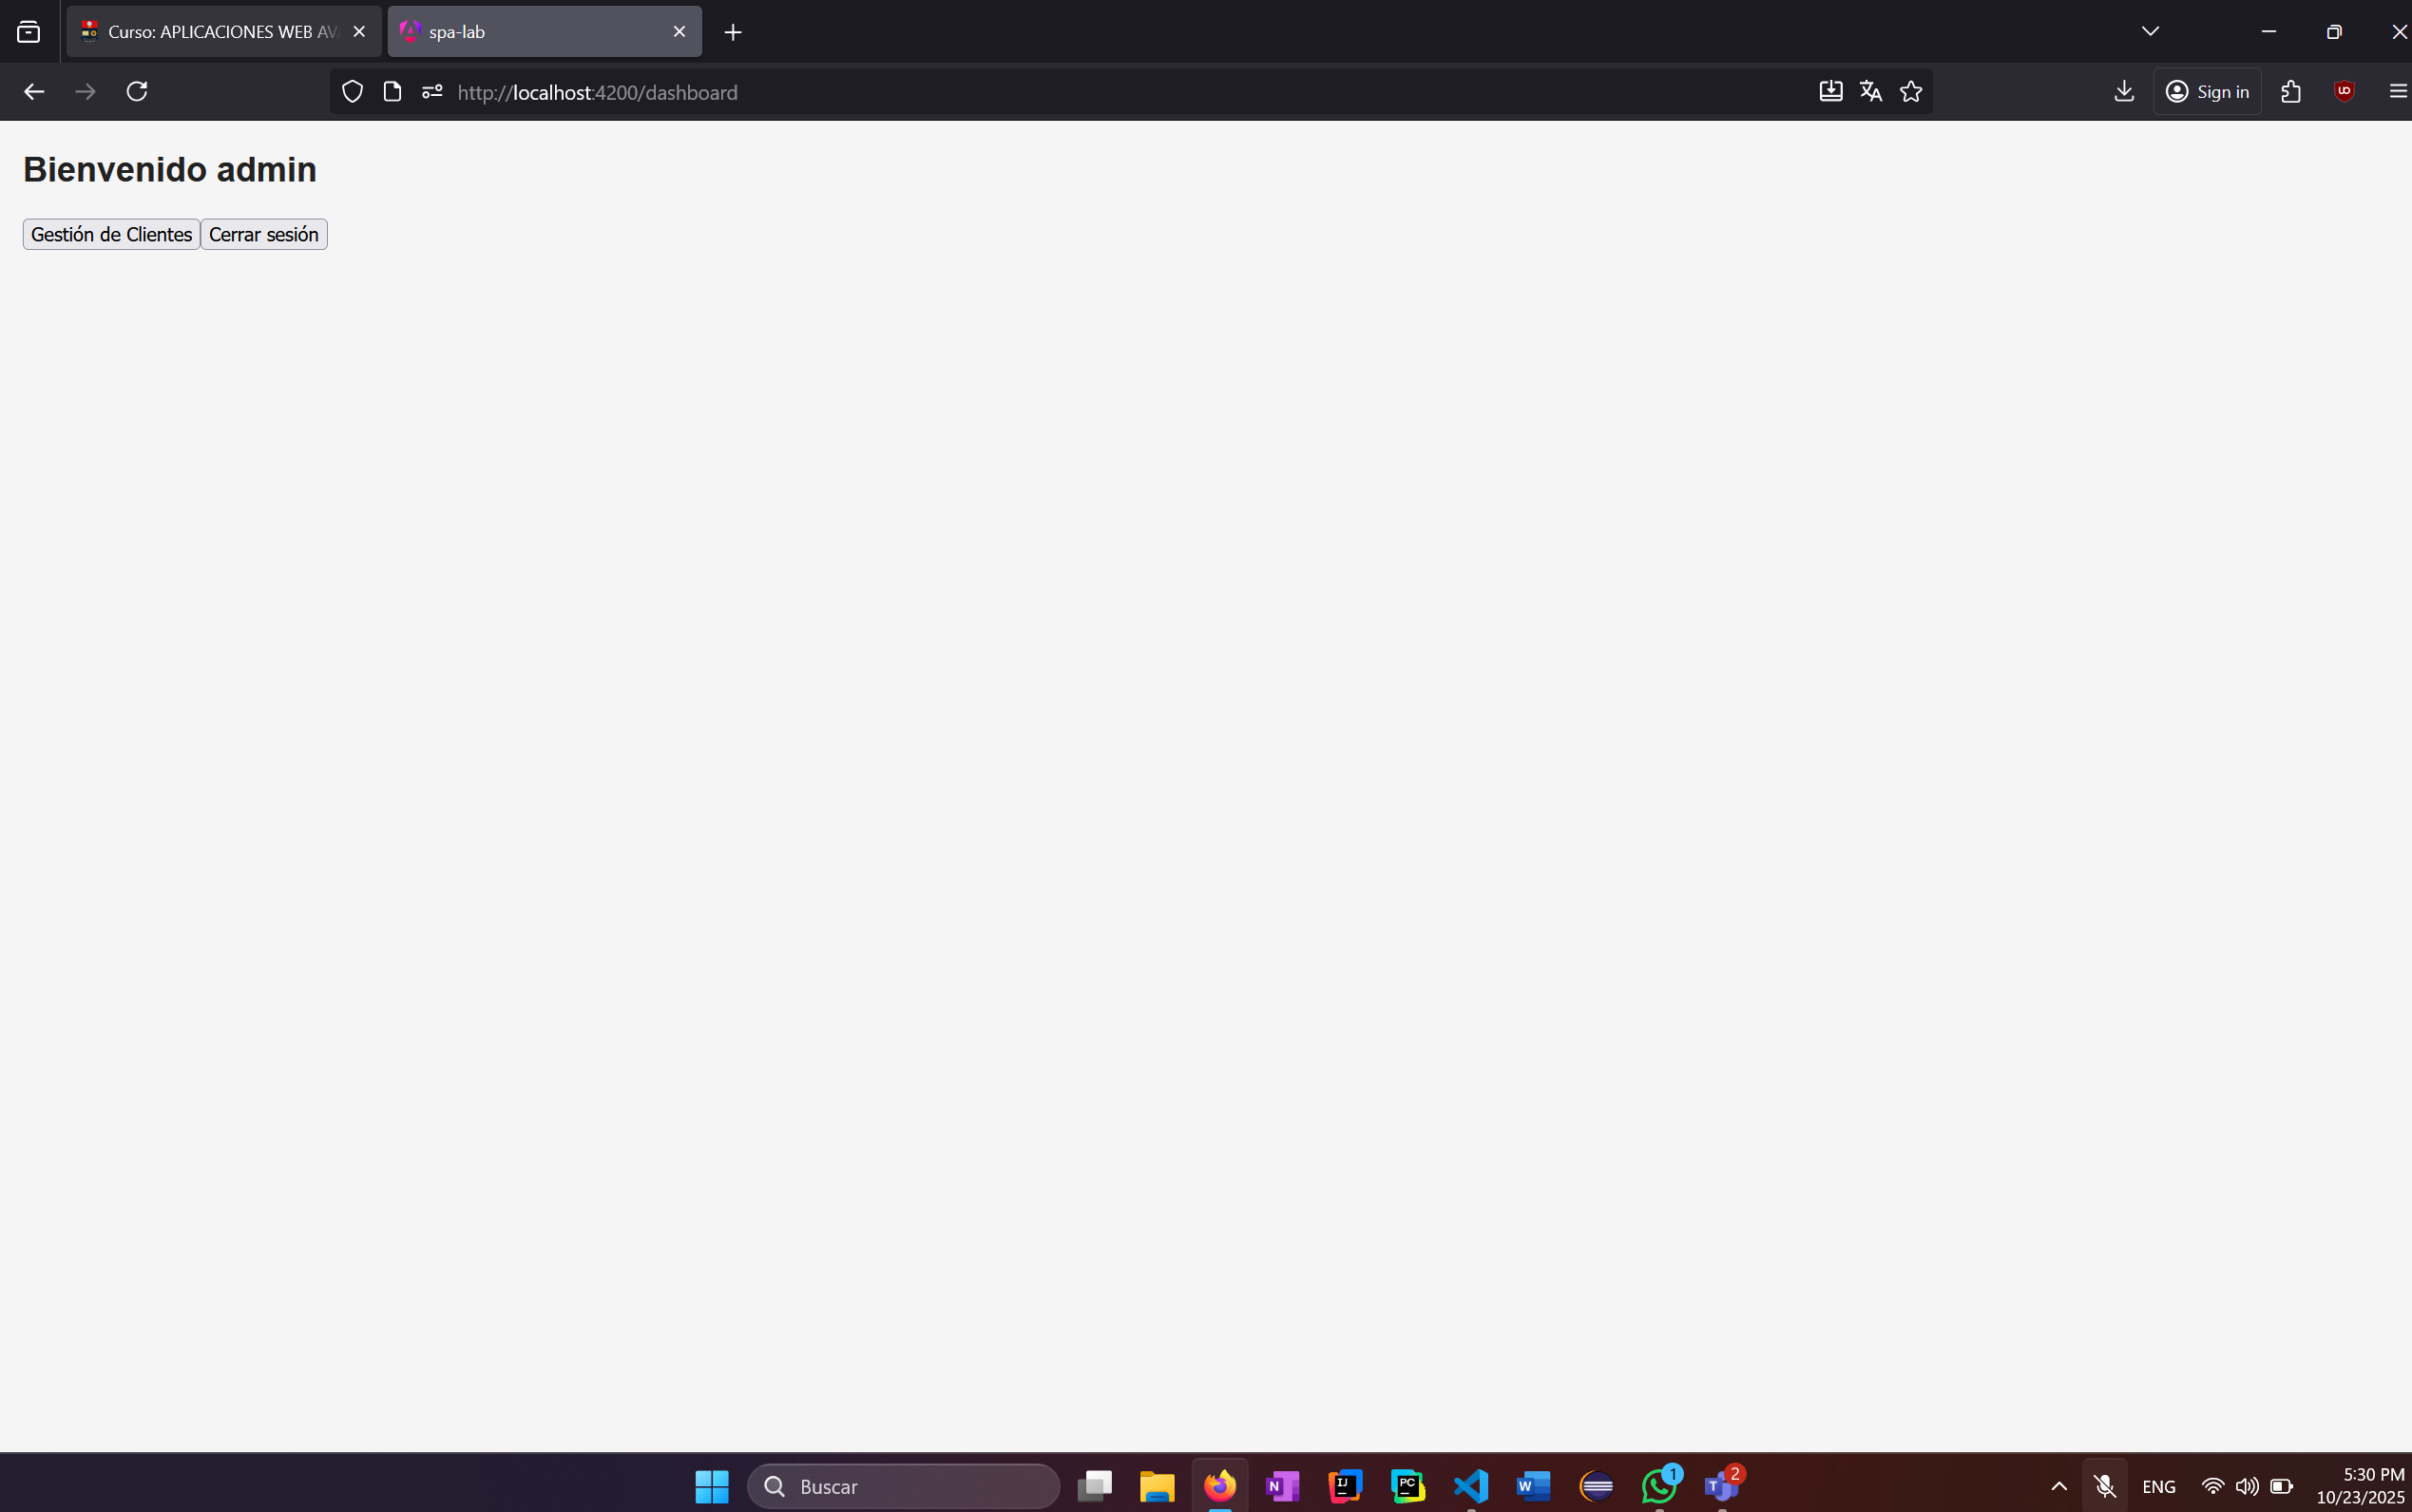 Curso: APLICACIONES WEB AV
spa-lab
http://localhost:4200/dashboard
Sign in
Bienvenido admin
Gestión de Clientes
Cerrar sesión
Buscar
1
2
ENG
5:30 PM
10/23/2025